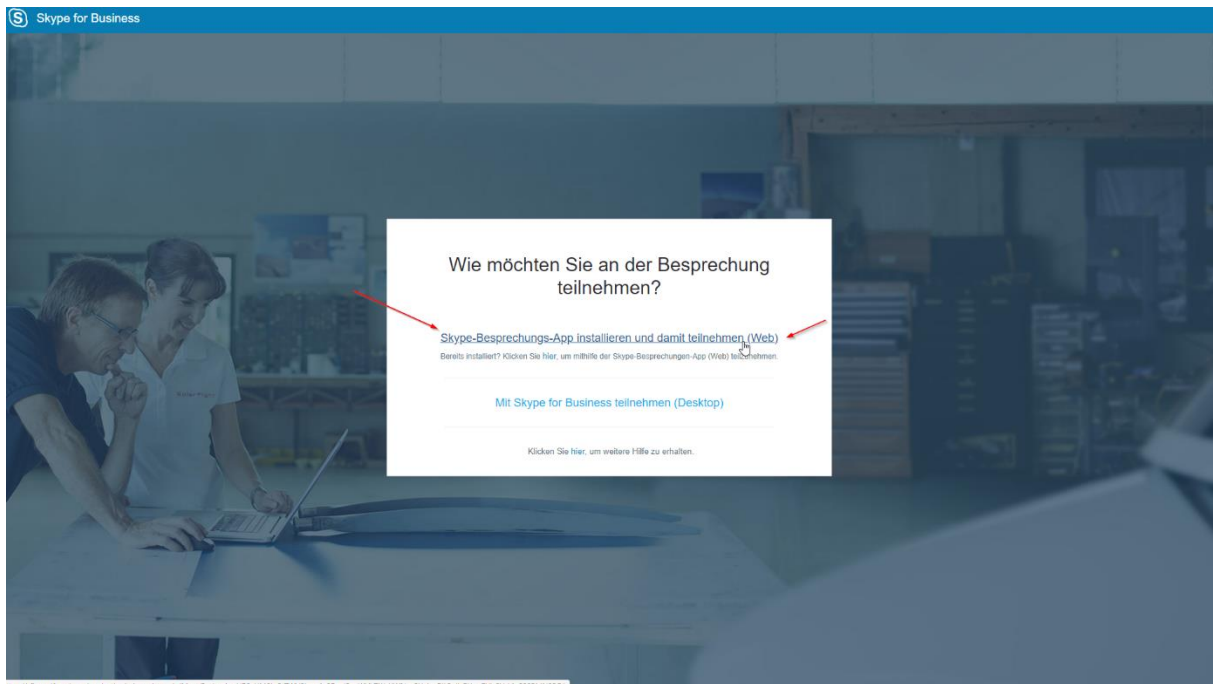 Skype for Business
Wie möchten Sie an der Besprechung
teilnehmen?
Skype-Besprechungs-App installieren und damit teilnehmen (Web)
Bereits installiert? Klicken Sie hier, um mithilfe der Skype-Besprechungen-App (Web) teilzunehmen.
Mit Skype for Business teilnehmen (Desktop)
Klicken Sie hier, um weitere Hilfe zu erhalten.